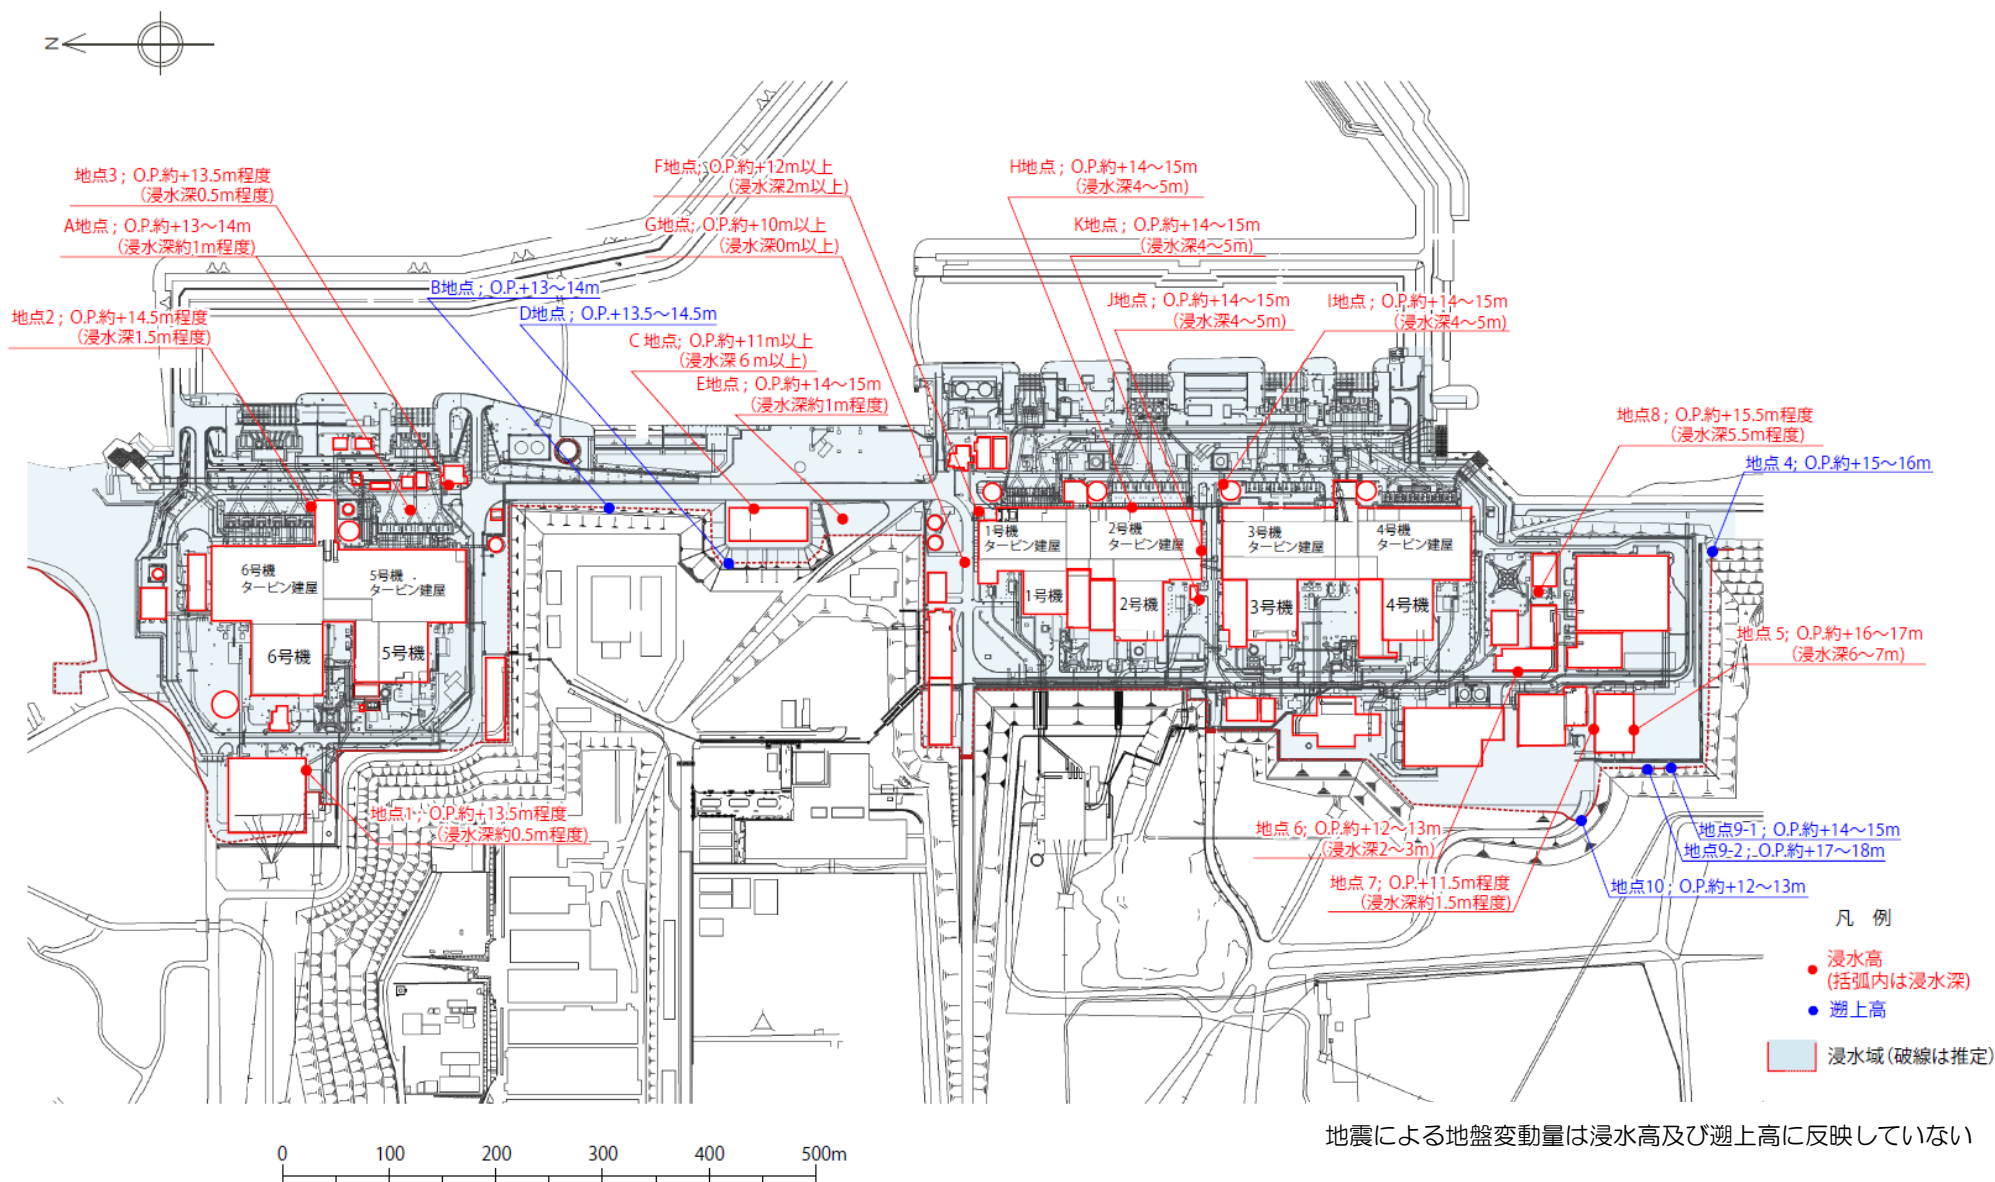 N
地点3 ; O.P.約+13.5m程度
(浸水深0.5m程度)
A地点 ; O.P.約+13～14m
(浸水深約1m程度)
地点2 ; O.P.約+14.5m程度
(浸水深1.5m程度)
B地点 ; O.P.+13～14m
D地点 ; O.P.+13.5～14.5m
F地点; O.P.約+12m以上
(浸水深2m以上)
G地点; O.P.約+10m以上
(浸水深0m以上)
C 地点; O.P.約+11m以上
(浸水深6 m以上)
E地点 ; O.P.約+14～15m
(浸水深約1m程度)
H地点 ; O.P.約+14～15m
(浸水深4～5m)
K地点 ; O.P.約+14～15m
(浸水深4～5m)
J地点 ; O.P.約+14～15m
(浸水深4～5m)
I地点 ; O.P.約+14～15m
(浸水深4～5m)
地点8 ; O.P.約+15.5m程度
(浸水深5.5m程度)
地点 4; O.P.約+15～16m
6号機
タービン建屋
5号機
タービン建屋
1号機
タービン建屋
2号機
タービン建屋
3号機
タービン建屋
4号機
タービン建屋
6号機
5号機
1号機
2号機
3号機
4号機
地点 5; O.P.約+16～17m
(浸水深6～7m)
地点1 ; O.P.約+13.5m程度
(浸水深約0.5m程度)
地点 6; O.P.約+12～13m
(浸水深2～3m)
地点 7; O.P.+11.5m程度
(浸水深約1.5m程度)
地点9-1 ; O.P.約+14～15m
地点9-2 ; O.P.約+17～18m
地点10 ; O.P.約+12～13m
凡 例
浸水高
(括弧内は浸水深)
遡上高
浸水域(破線は推定)
地震による地盤変動量は浸水高及び遡上高に反映していない
0 100 200 300 400 500m